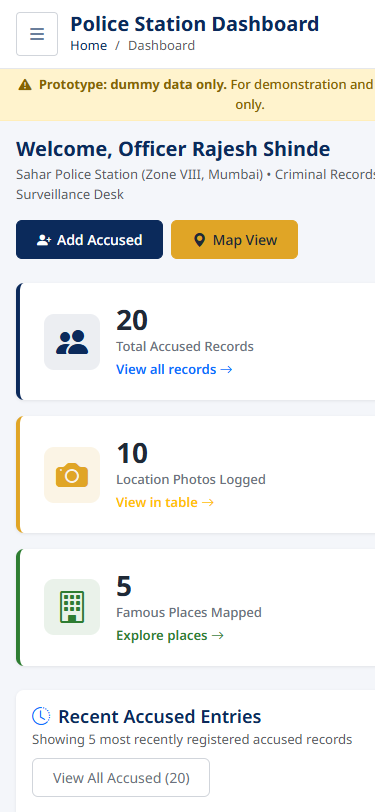 Police Station Dashboard
Home / Dashboard
Prototype: dummy data only. For demonstration and
only.
Welcome, Officer Rajesh Shinde
Sahar Police Station (Zone VIII, Mumbai) • Criminal Records
Surveillance Desk
Add Accused
Map View
20
Total Accused Records
View all records →
10
Location Photos Logged
View in table →
5
Famous Places Mapped
Explore places →
Recent Accused Entries
Showing 5 most recently registered accused records
View All Accused (20)